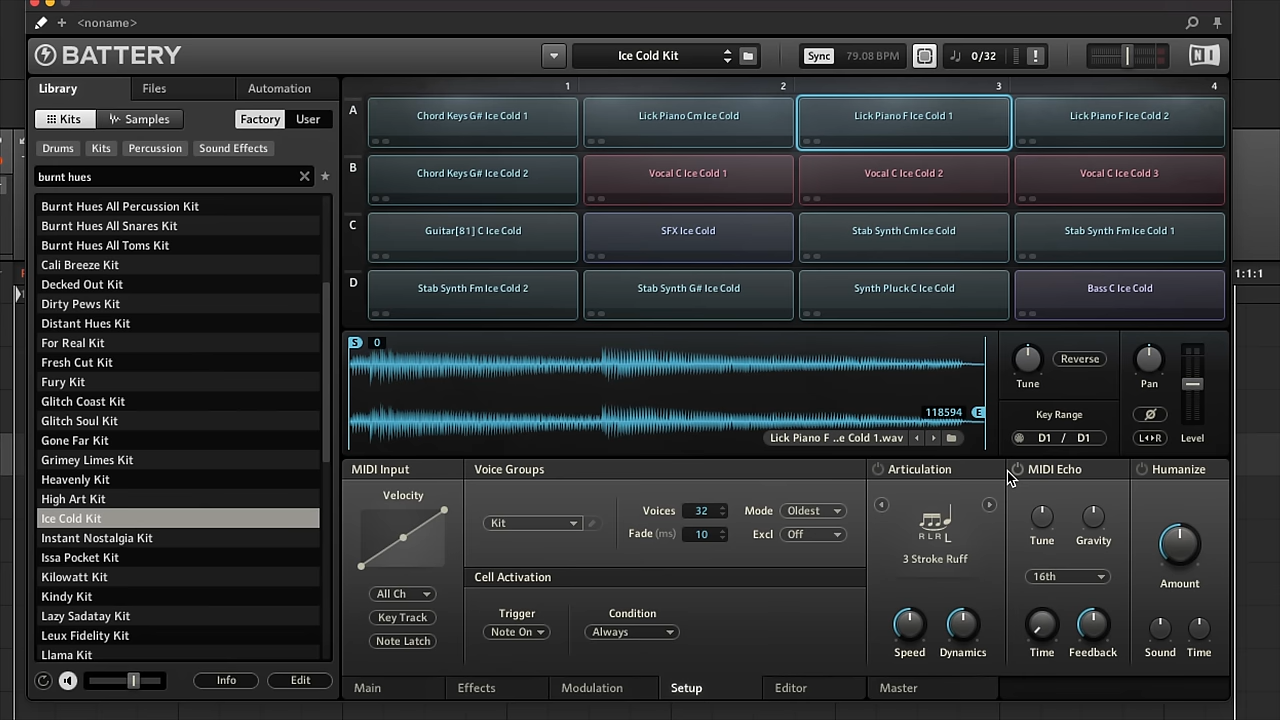 <noname>
BATTERY
Ice Cold Kit
Sync 79.08 BPM
0/32
!
NI
Library Files Automation
Kits Samples Factory User
Drums Kits Percussion Sound Effects
burnt hues
Burnt Hues All Percussion Kit
Burnt Hues All Snares Kit
Burnt Hues All Toms Kit
Cali Breeze Kit
Decked Out Kit
Dirty Pews Kit
Distant Hues Kit
For Real Kit
Fresh Cut Kit
Fury Kit
Glitch Coast Kit
Glitch Soul Kit
Gone Far Kit
Grimey Limes Kit
Heavenly Kit
High Art Kit
Ice Cold Kit
Instant Nostalgia Kit
Issa Pocket Kit
Kilowatt Kit
Kindy Kit
Lazy Sadatay Kit
Leux Fidelity Kit
Llama Kit
Info Edit
1 2 3 4
A Chord Keys G# Ice Cold 1 Lick Piano Cm Ice Cold Lick Piano F Ice Cold 1 Lick Piano F Ice Cold 2
B Chord Keys G# Ice Cold 2 Vocal C Ice Cold 1 Vocal C Ice Cold 2 Vocal C Ice Cold 3
C Guitar[81] C Ice Cold SFX Ice Cold Stab Synth Cm Ice Cold Stab Synth Fm Ice Cold 1
D Stab Synth Fm Ice Cold 2 Stab Synth G# Ice Cold Synth Pluck C Ice Cold Bass C Ice Cold
S 0
118594 E
Lick Piano F ..e Cold 1.wav
Tune Reverse
Key Range
D1 / D1
Pan
L R
Level
1:1:1
MIDI Input Voice Groups Articulation MIDI Echo Humanize
Velocity
All Ch
Key Track
Note Latch
Kit
Voices 32 Mode Oldest
Fade (ms) 10 Excl Off
Cell Activation
Trigger Condition
Note On Always
R L R L
3 Stroke Ruff
Speed Dynamics
Tune Gravity
16th
Time Feedback
Amount
Sound Time
Main Effects Modulation Setup Editor Master